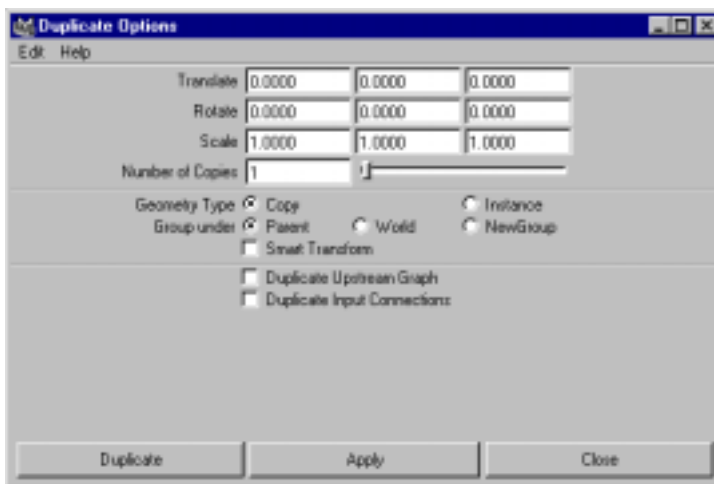 Duplicate Options
Edit Help
Translate 0.0000 0.0000 0.0000
Rotate 0.0000 0.0000 0.0000
Scale 1.0000 1.0000 1.0000
Number of Copies 1
Geometry Type Copy Instance
Group under Parent World NewGroup
Smart Transform
Duplicate Upstream Graph
Duplicate Input Connections
Duplicate Apply Close